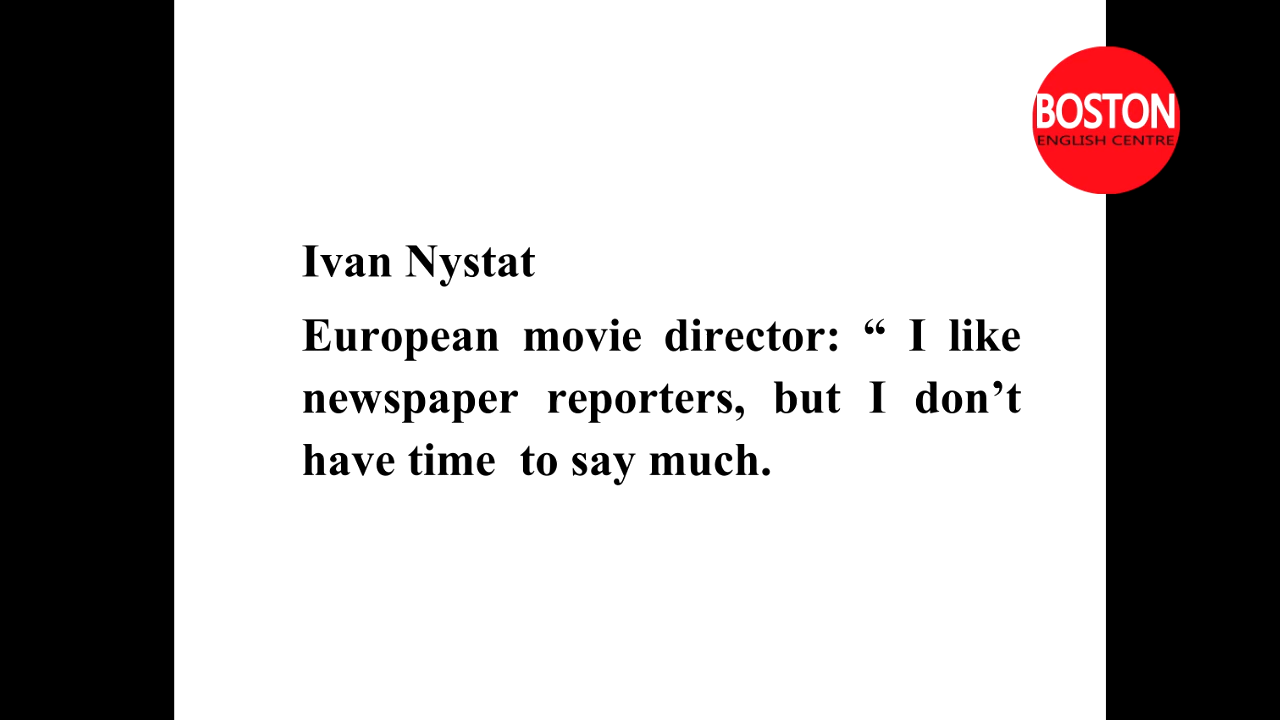 BOSTON
ENGLISH CENTRE
Ivan Nystat
European movie director: “ I like
newspaper reporters, but I don’t
have time  to say much.